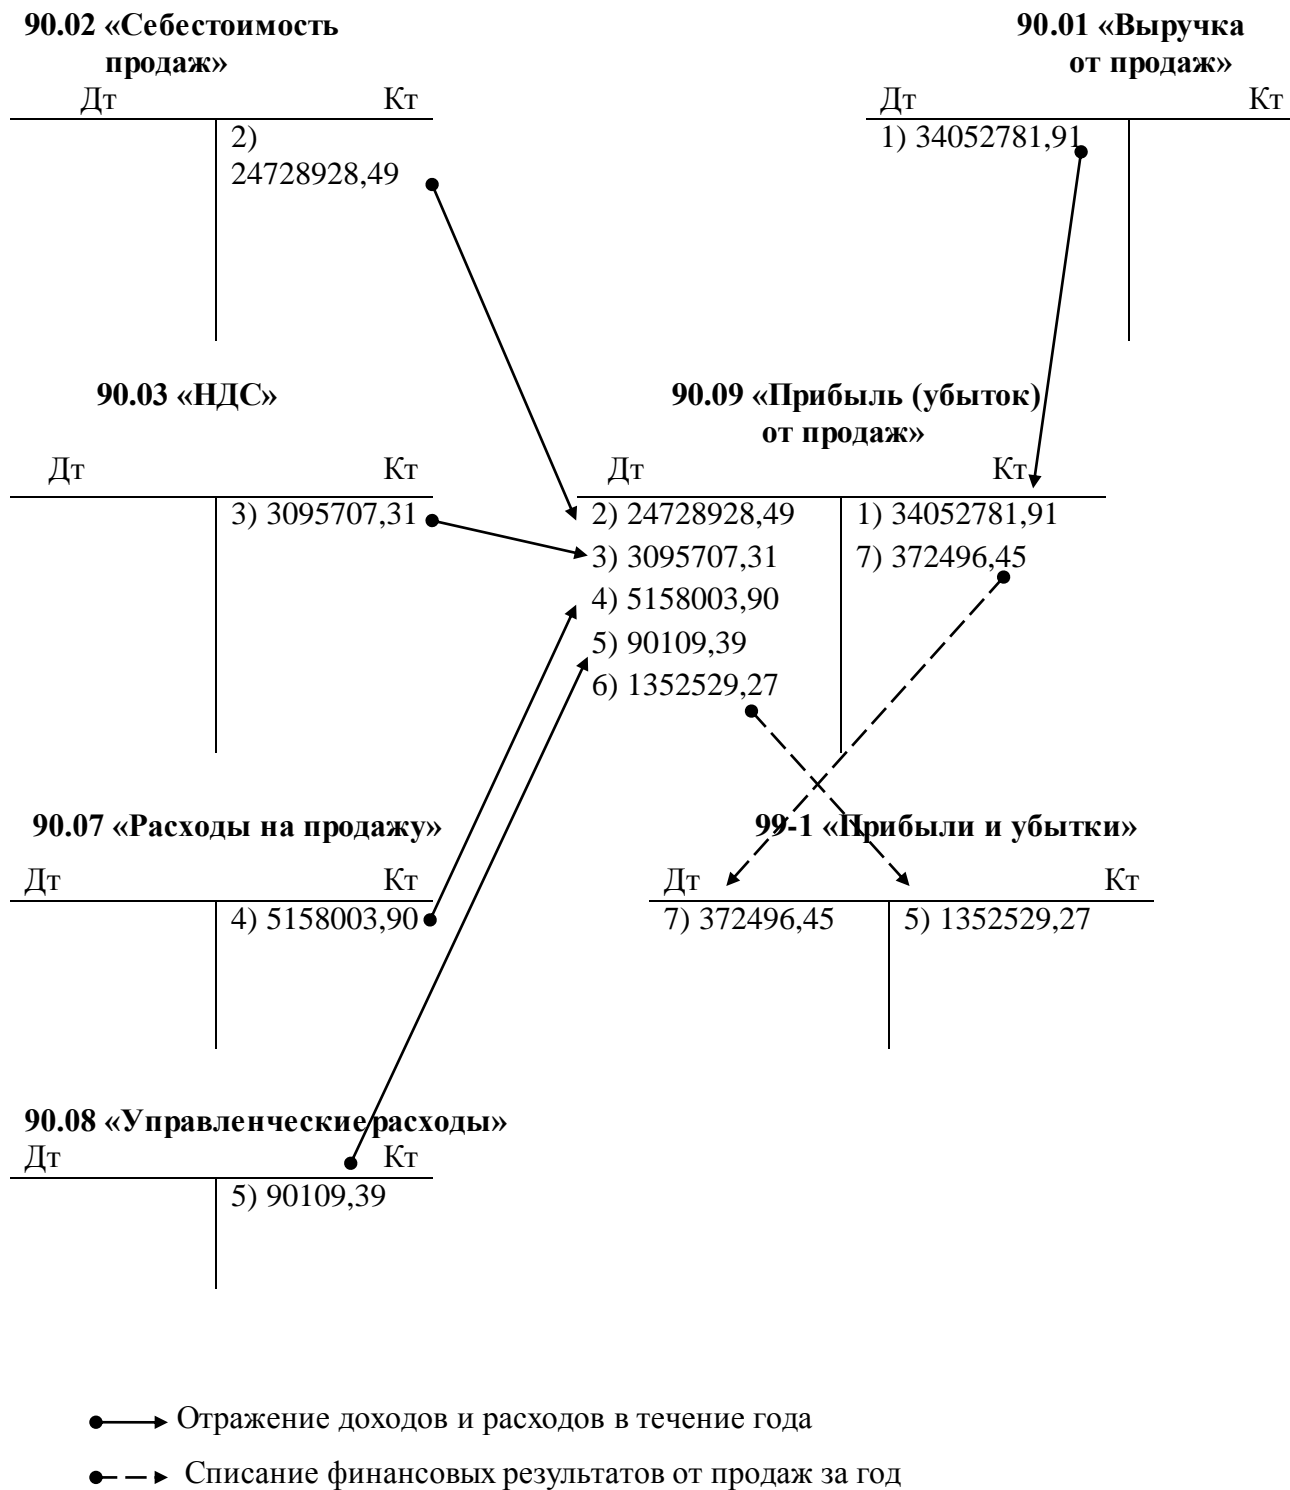 90.02 «Себестоимость
продаж»
Дт Кт
2)
24728928,49
90.01 «Выручка
от продаж»
Дт Кт
1) 34052781,91
90.03 «НДС»
Дт Кт
3) 3095707,31
90.09 «Прибыль (убыток)
от продаж»
Дт Кт
2) 24728928,49 1) 34052781,91
3) 3095707,31 7) 372496,45
4) 5158003,90
5) 90109,39
6) 1352529,27
90.07 «Расходы на продажу»
Дт Кт
4) 5158003,90
99-1 «Прибыли и убытки»
Дт Кт
7) 372496,45 5) 1352529,27
90.08 «Управленческие расходы»
Дт Кт
5) 90109,39
Отражение доходов и расходов в течение года
Списание финансовых результатов от продаж за год